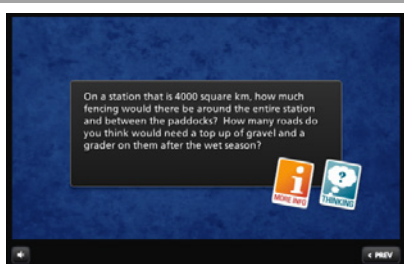 On a station that is 4000 square km, how much
fencing would there be around the entire station
and between the paddocks?  How many roads do
you think would need a top up of gravel and a
grader on them after the wet season?
MORE INFO
THINKING
PREV